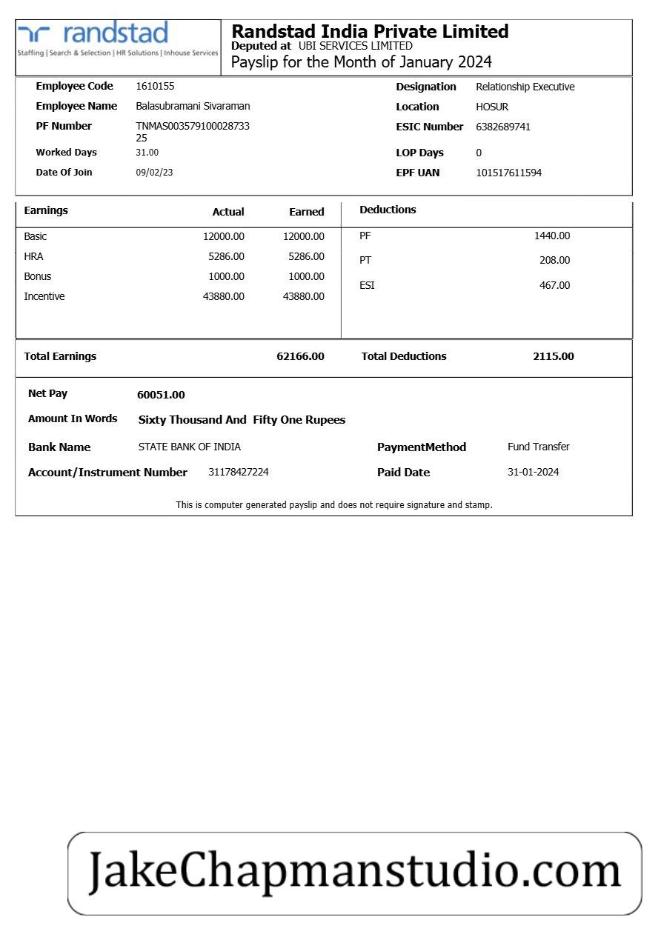 randstad
Staffing | Search & Selection | HR Solutions | Inhouse Services
Randstad India Private Limited
Deputed at UBI SERVICES LIMITED
Payslip for the Month of January 2024
Employee Code 1610155 Designation Relationship Executive
Employee Name Balasubramani Sivaraman Location HOSUR
PF Number TNMAS003579100028733 ESIC Number 6382689741
25
Worked Days 31.00 LOP Days 0
Date Of Join 09/02/23 EPF UAN 101517611594
Earnings Actual Earned Deductions
Basic 12000.00 12000.00 PF 1440.00
HRA 5286.00 5286.00 PT 208.00
Bonus 1000.00 1000.00 ESI 467.00
Incentive 43880.00 43880.00
Total Earnings 62166.00 Total Deductions 2115.00
Net Pay 60051.00
Amount In Words Sixty Thousand And Fifty One Rupees
Bank Name STATE BANK OF INDIA PaymentMethod Fund Transfer
Account/Instrument Number 31178427224 Paid Date 31-01-2024
This is computer generated payslip and does not require signature and stamp.
JakeChapmanstudio.com